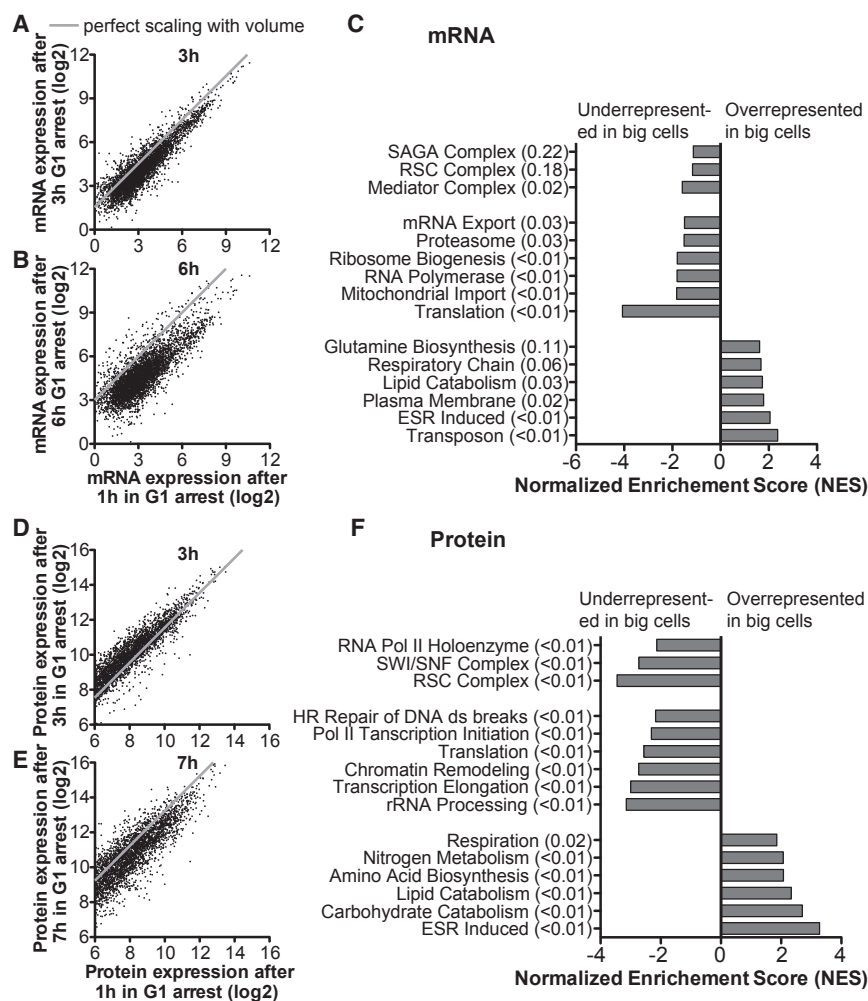 A
perfect scaling with volume
3h
mRNA expression after
3h G1 arrest (log2)
12
9
6
3
0
0 3 6 9 12
B
6h
mRNA expression after
6h G1 arrest (log2)
12
9
6
3
0
0 3 6 9 12
mRNA expression after
1h in G1 arrest (log2)
C
mRNA
Underrepresent-
ed in big cells
Overrepresented
in big cells
SAGA Complex (0.22)
RSC Complex (0.18)
Mediator Complex (0.02)
mRNA Export (0.03)
Proteasome (0.03)
Ribosome Biogenesis (<0.01)
RNA Polymerase (<0.01)
Mitochondrial Import (<0.01)
Translation (<0.01)
Glutamine Biosynthesis (0.11)
Respiratory Chain (0.06)
Lipid Catabolism (0.03)
Plasma Membrane (0.02)
ESR Induced (<0.01)
Transposon (<0.01)
-6 -4 -2 0 2 4
Normalized Enrichement Score (NES)
D
3h
Protein expression after
3h in G1 arrest (log2)
16
14
12
10
8
6
6 8 10 12 14 16
E
7h
Protein expression after
7h in G1 arrest (log2)
16
14
12
10
8
6
6 8 10 12 14 16
Protein expression after
1h in G1 arrest (log2)
F
Protein
Underrepresent-
ed in big cells
Overrepresented
in big cells
RNA Pol II Holoenzyme (<0.01)
SWI/SNF Complex (<0.01)
RSC Complex (<0.01)
HR Repair of DNA ds breaks (<0.01)
Pol II Tanscription Initiation (<0.01)
Translation (<0.01)
Chromatin Remodeling (<0.01)
Transcription Elongation (<0.01)
rRNA Processing (<0.01)
Respiration (0.02)
Nitrogen Metabolism (<0.01)
Amino Acid Biosynthesis (<0.01)
Lipid Catabolism (<0.01)
Carbohydrate Catabolism (<0.01)
ESR Induced (<0.01)
-4 -2 0 2 4
Normalized Enrichement Score (NES)